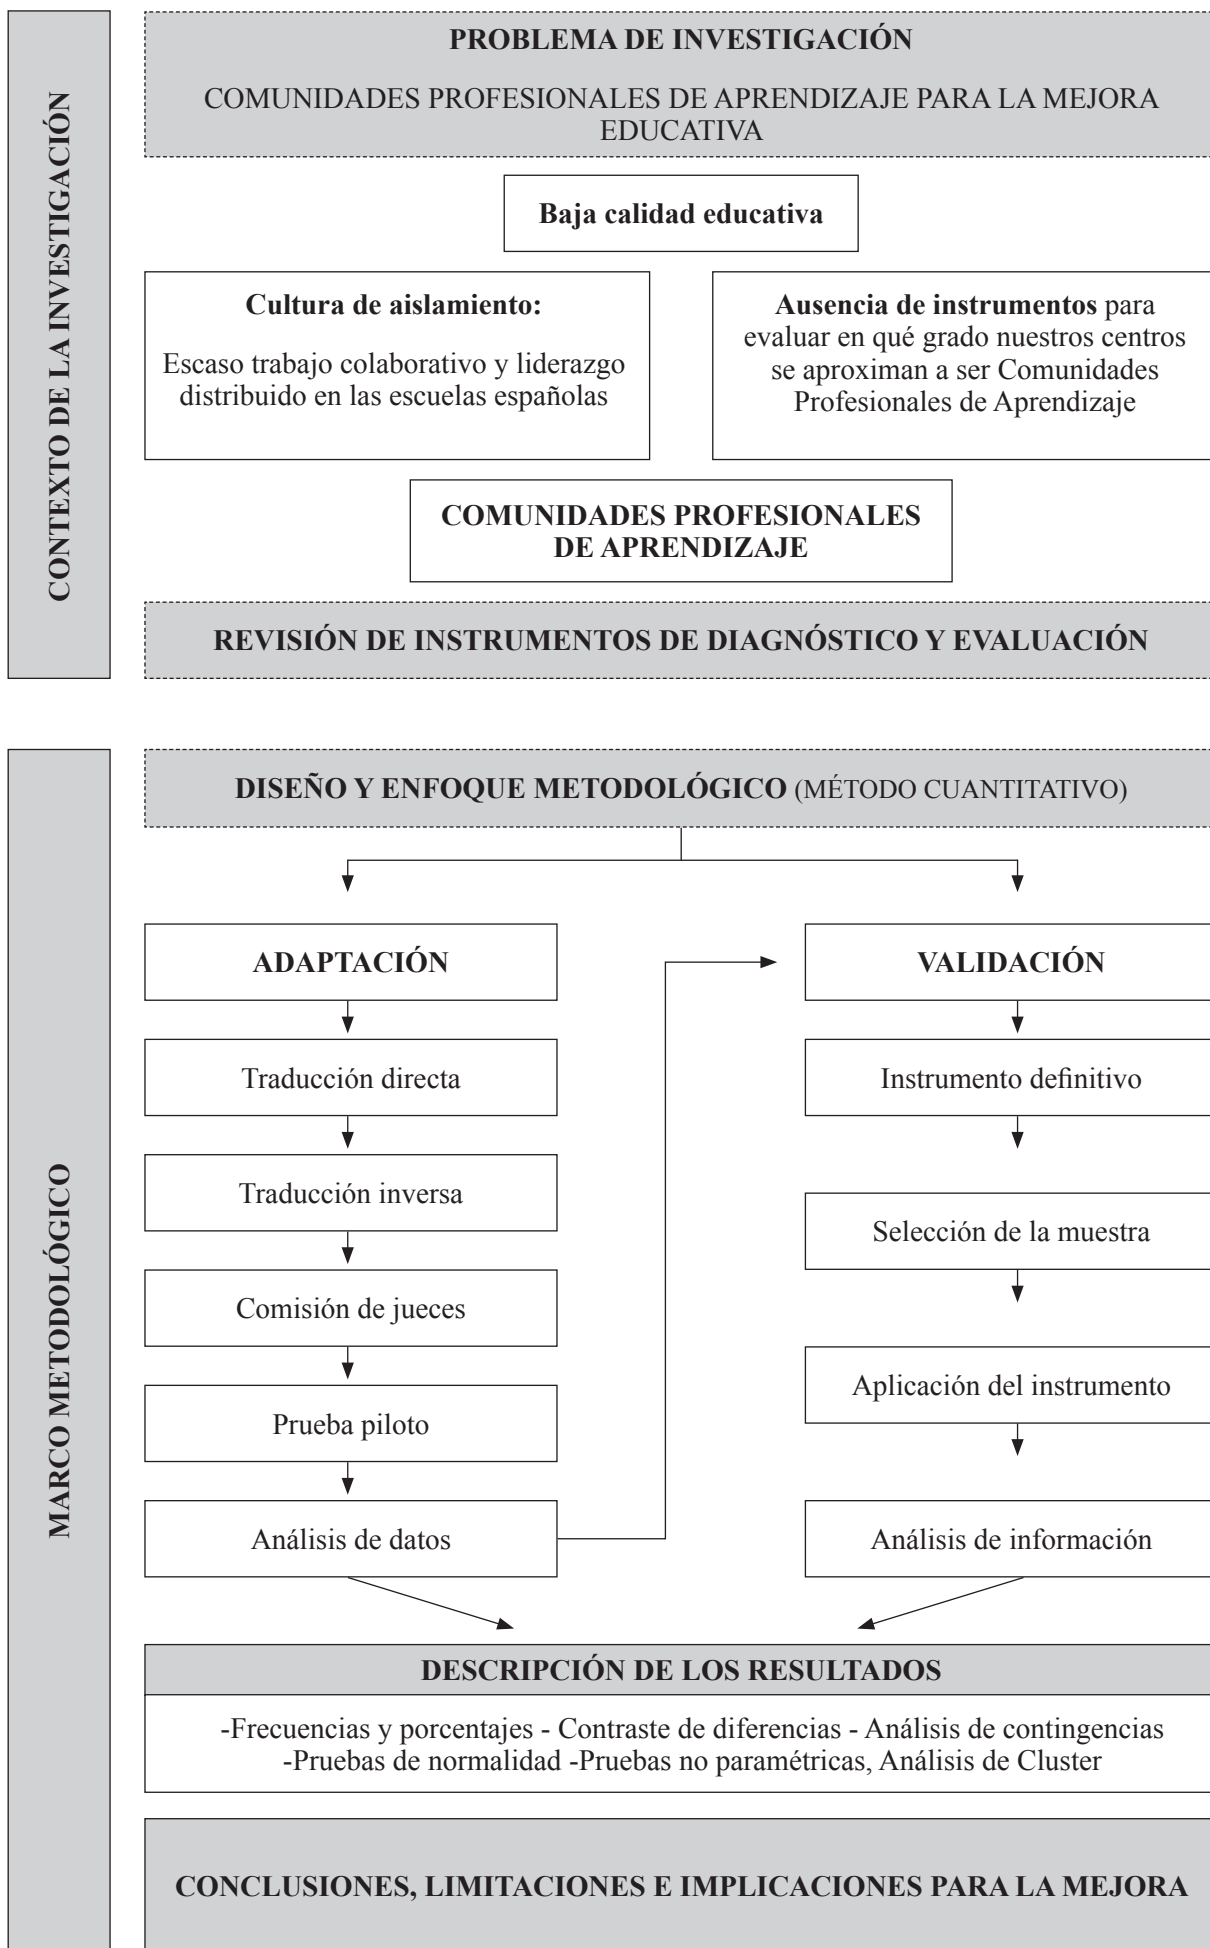 CONTEXTO DE LA INVESTIGACIÓN
PROBLEMA DE INVESTIGACIÓN
COMUNIDADES PROFESIONALES DE APRENDIZAJE PARA LA MEJORA
EDUCATIVA
Baja calidad educativa
Cultura de aislamiento:
Escaso trabajo colaborativo y liderazgo
distribuido en las escuelas españolas
Ausencia de instrumentos para
evaluar en qué grado nuestros centros
se aproximan a ser Comunidades
Profesionales de Aprendizaje
COMUNIDADES PROFESIONALES
DE APRENDIZAJE
REVISIÓN DE INSTRUMENTOS DE DIAGNÓSTICO Y EVALUACIÓN
MARCO METODOLÓGICO
DISEÑO Y ENFOQUE METODOLÓGICO (MÉTODO CUANTITATIVO)
ADAPTACIÓN
Traducción directa
Traducción inversa
Comisión de jueces
Prueba piloto
Análisis de datos
VALIDACIÓN
Instrumento definitivo
Selección de la muestra
Aplicación del instrumento
Análisis de información
DESCRIPCIÓN DE LOS RESULTADOS
-Frecuencias y porcentajes - Contraste de diferencias - Análisis de contingencias
-Pruebas de normalidad -Pruebas no paramétricas, Análisis de Cluster
CONCLUSIONES, LIMITACIONES E IMPLICACIONES PARA LA MEJORA